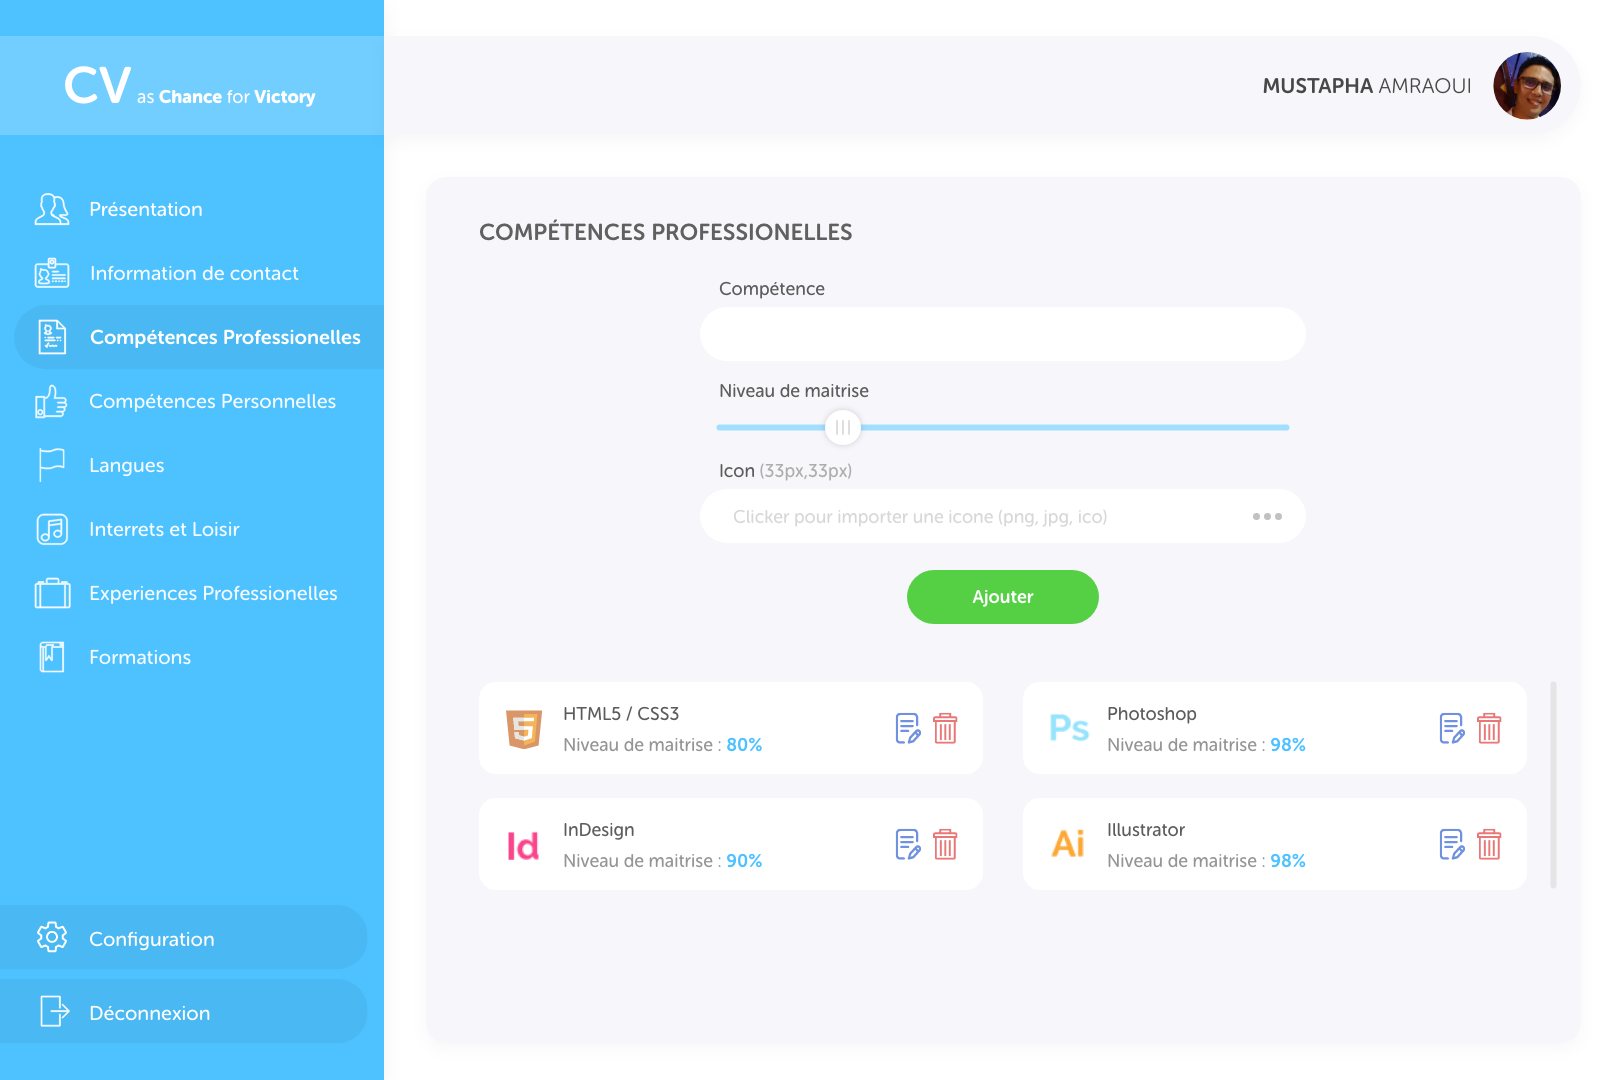 CV as Chance for Victory
MUSTAPHA AMRAOUI
Présentation
Information de contact
Compétences Professionelles
Compétences Personnelles
Langues
Interrets et Loisir
Experiences Professionelles
Formations
Configuration
Déconnexion
COMPÉTENCES PROFESSIONELLES
Compétence
Niveau de maitrise
Icon (33px,33px)
Clicker pour importer une icone (png, jpg, ico)
Ajouter
5
HTML5 / CSS3
Niveau de maitrise : 80%
Ps
Photoshop
Niveau de maitrise : 98%
Id
InDesign
Niveau de maitrise : 90%
Ai
Illustrator
Niveau de maitrise : 98%